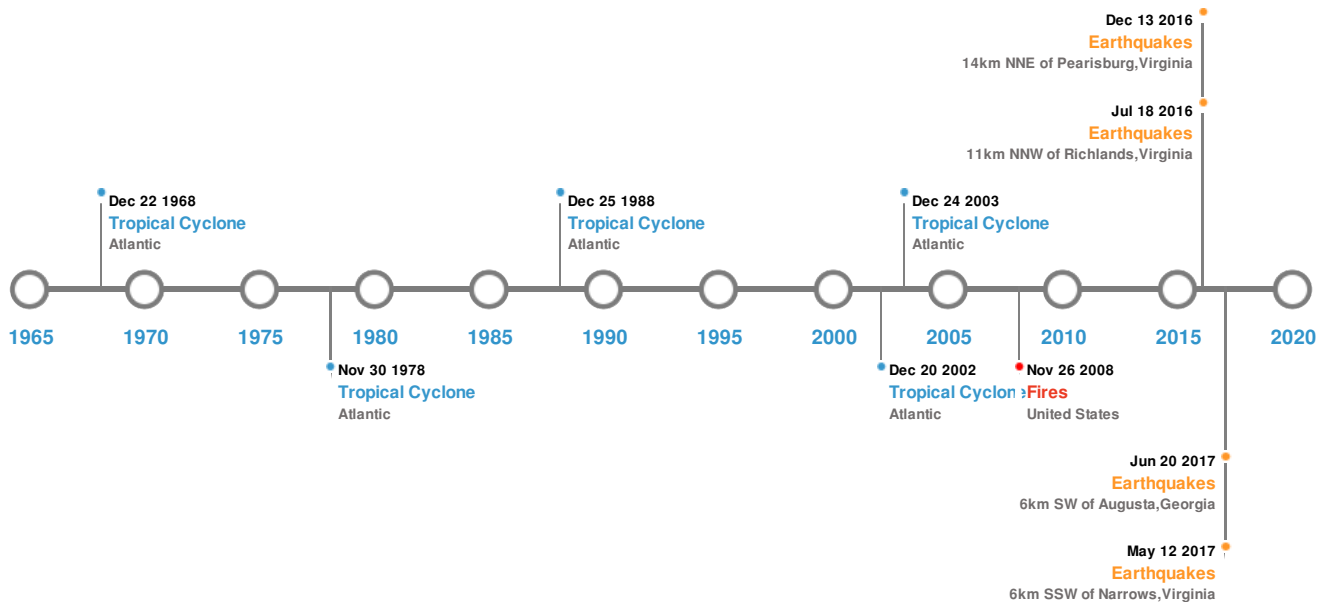 Dec 13 2016
Earthquakes
14km NNE of Pearisburg,Virginia
Jul 18 2016
Earthquakes
11km NNW of Richlands,Virginia
Dec 22 1968
Tropical Cyclone
Atlantic
Dec 25 1988
Tropical Cyclone
Atlantic
Dec 24 2003
Tropical Cyclone
Atlantic
1965 1970 1975 1980 1985 1990 1995 2000 2005 2010 2015 2020
Nov 30 1978
Tropical Cyclone
Atlantic
Dec 20 2002
Tropical Cyclone
Atlantic
Nov 26 2008
Fires
United States
Jun 20 2017
Earthquakes
6km SW of Augusta,Georgia
May 12 2017
Earthquakes
6km SSW of Narrows,Virginia